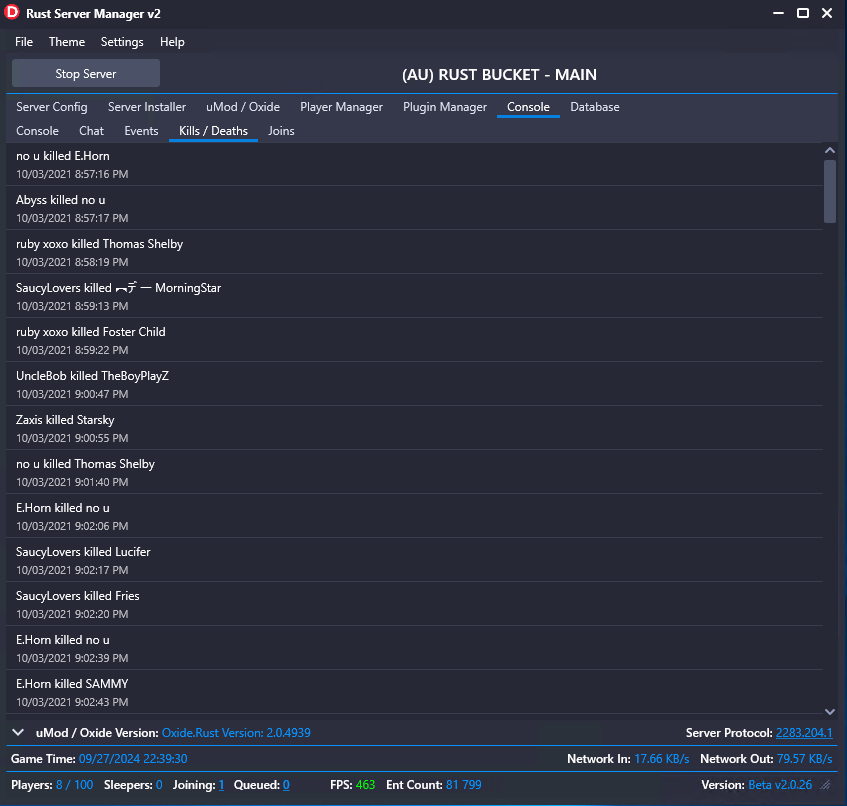 Rust Server Manager v2
File Theme Settings Help
Stop Server
(AU) RUST BUCKET - MAIN
Server Config Server Installer uMod / Oxide Player Manager Plugin Manager Console Database
Console Chat Events Kills / Deaths Joins
no u killed E.Horn
10/03/2021 8:57:16 PM
Abyss killed no u
10/03/2021 8:57:17 PM
ruby xoxo killed Thomas Shelby
10/03/2021 8:58:19 PM
SaucyLovers killed ︻デ 一 MorningStar
10/03/2021 8:59:13 PM
ruby xoxo killed Foster Child
10/03/2021 8:59:22 PM
UncleBob killed TheBoyPlayZ
10/03/2021 9:00:47 PM
Zaxis killed Starsky
10/03/2021 9:00:55 PM
no u killed Thomas Shelby
10/03/2021 9:01:40 PM
E.Horn killed no u
10/03/2021 9:02:06 PM
SaucyLovers killed Lucifer
10/03/2021 9:02:17 PM
SaucyLovers killed Fries
10/03/2021 9:02:20 PM
E.Horn killed no u
10/03/2021 9:02:39 PM
E.Horn killed SAMMY
10/03/2021 9:02:43 PM
uMod / Oxide Version: Oxide.Rust Version: 2.0.4939 Server Protocol: 2283.204.1
Game Time: 09/27/2024 22:39:30 Network In: 17.66 KB/s Network Out: 79.57 KB/s
Players: 8 / 100 Sleepers: 0 Joining: 1 Queued: 0 FPS: 463 Ent Count: 81 799 Version: Beta v2.0.26